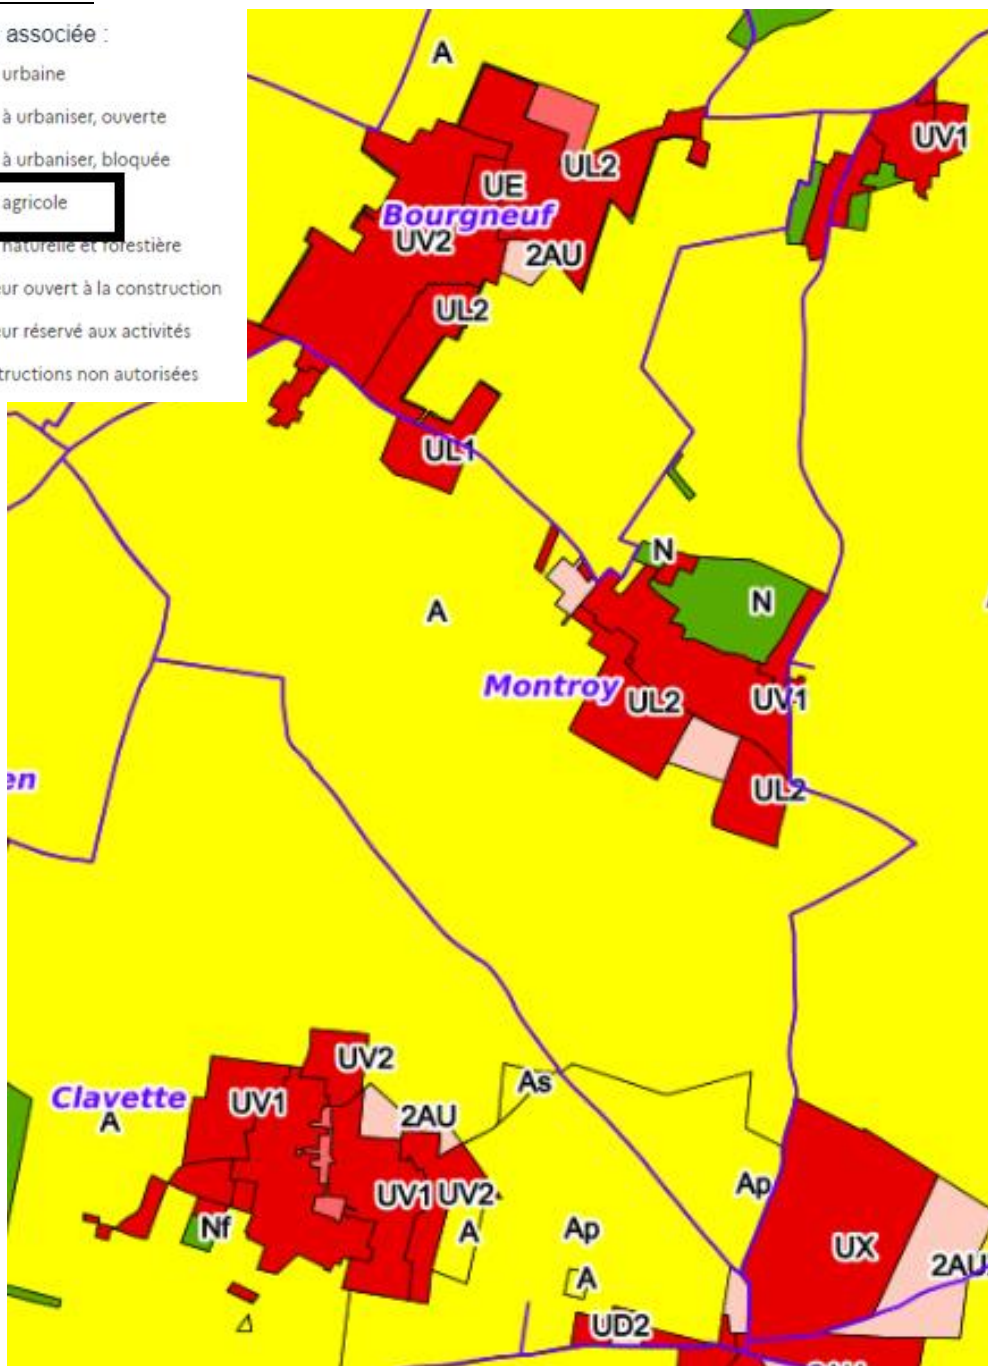 associée :
urbaine
à urbaniser, ouverte
à urbaniser, bloquée
agricole
naturelle et forestière
eur ouvert à la construction
eur réservé aux activités
tructions non autorisées
A
UV1
UL2
UE
Bourgneuf
UV2
2AU
UL2
UL1
N
N
A
Montroy
UL2
UV1
en
UL2
UV2
As
Clavette
UV1
A
2AU
UV1 UV2
Ap
Nf
A
Ap
UX
2AU
A
UD2